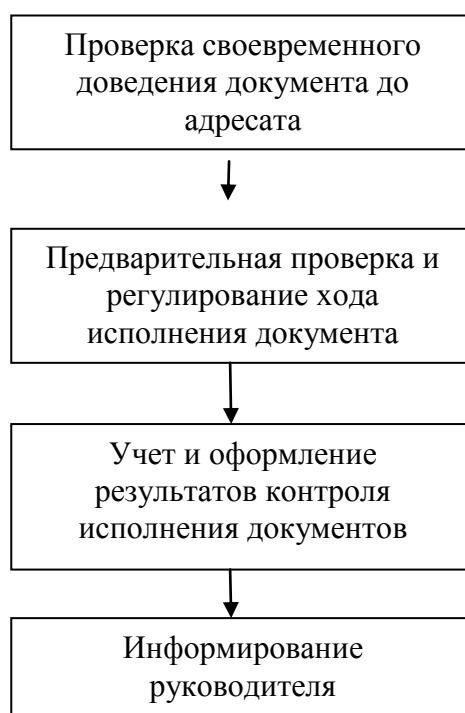 Проверка своевременного
доведения документа до
адресата
Предварительная проверка и
регулирование хода
исполнения документа
Учет и оформление
результатов контроля
исполнения документов
Информирование
руководителя